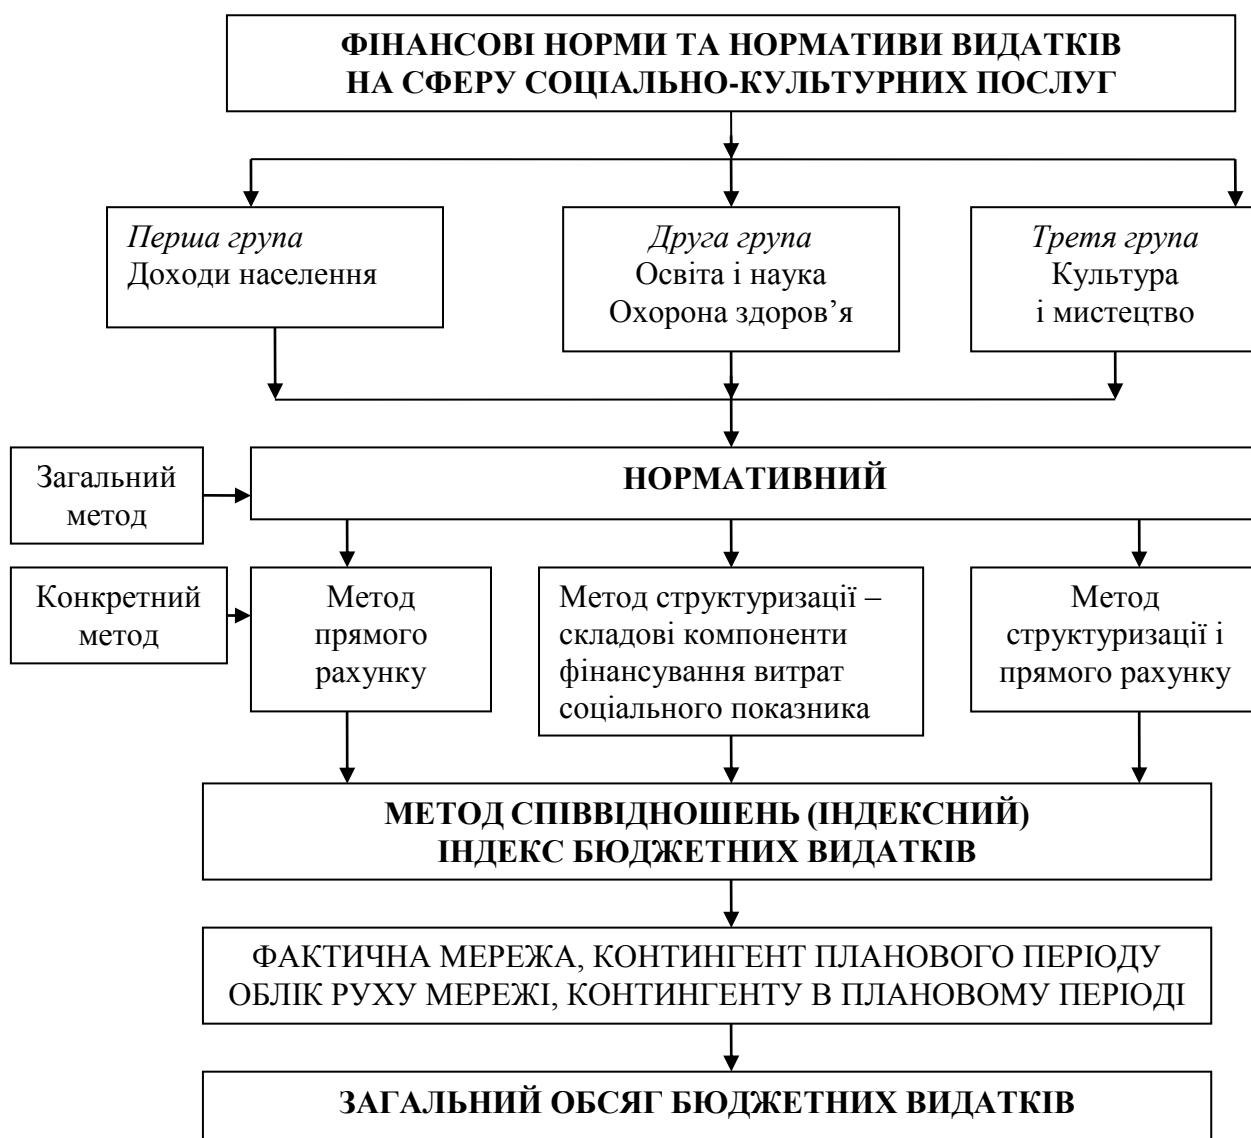 ФІНАНСОВІ НОРМИ ТА НОРМАТИВИ ВИДАТКІВ
НА СФЕРУ СОЦІАЛЬНО-КУЛЬТУРНИХ ПОСЛУГ
Перша група
Доходи населення
Друга група
Освіта і наука
Охорона здоров’я
Третя група
Культура
і мистецтво
Загальний
метод
НОРМАТИВНИЙ
Конкретний
метод
Метод
прямого
рахунку
Метод структуризації –
складові компоненти
фінансування витрат
соціального показника
Метод
структуризації і
прямого рахунку
МЕТОД СПІВВІДНОШЕНЬ (ІНДЕКСНИЙ)
ІНДЕКС БЮДЖЕТНИХ ВИДАТКІВ
ФАКТИЧНА МЕРЕЖА, КОНТИНГЕНТ ПЛАНОВОГО ПЕРІОДУ
ОБЛІК РУХУ МЕРЕЖІ, КОНТИНГЕНТУ В ПЛАНОВОМУ ПЕРІОДІ
ЗАГАЛЬНИЙ ОБСЯГ БЮДЖЕТНИХ ВИДАТКІВ